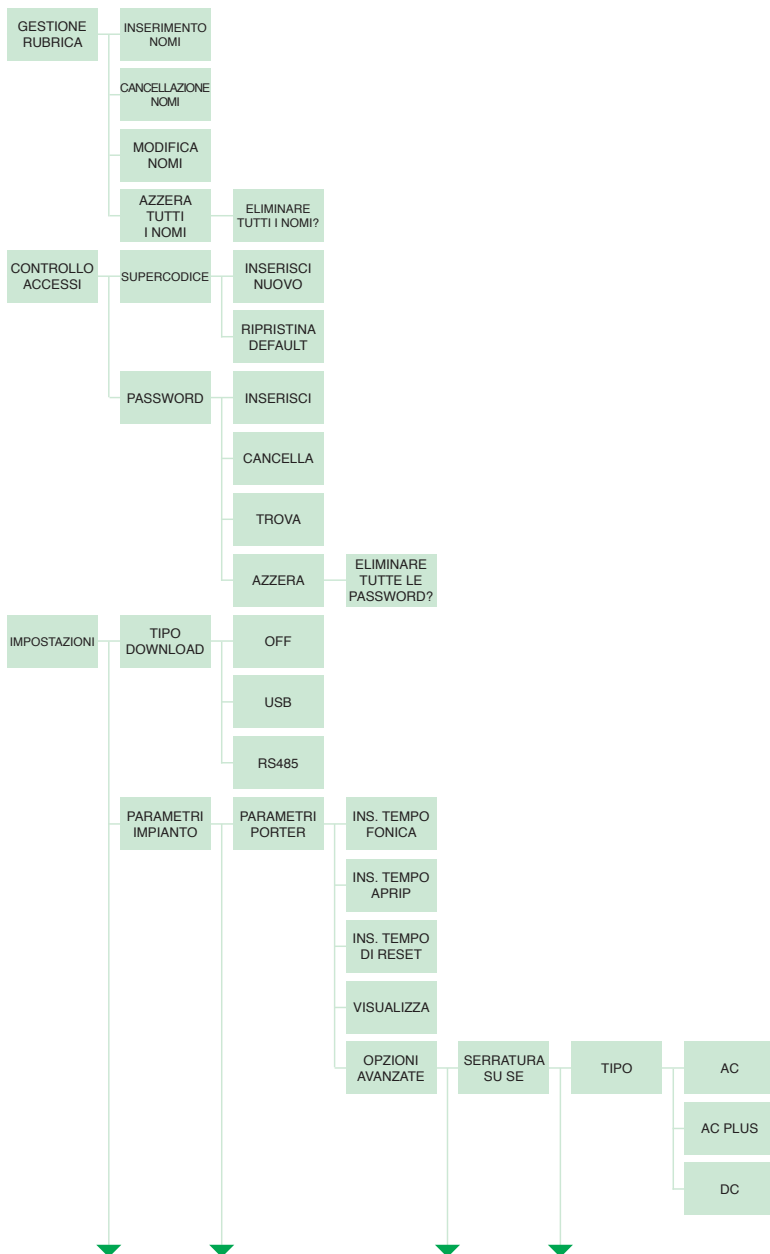 GESTIONE
RUBRICA
INSERIMENTO
NOMI
CANCELLAZIONE
NOMI
MODIFICA
NOMI
AZZERA
TUTTI
I NOMI
ELIMINARE
TUTTI I NOMI?
CONTROLLO
ACCESSI
SUPERCODICE
INSERISCI
NUOVO
RIPRISTINA
DEFAULT
PASSWORD
INSERISCI
CANCELLA
TROVA
AZZERA
ELIMINARE
TUTTE LE
PASSWORD?
IMPOSTAZIONI
TIPO
DOWNLOAD
OFF
USB
RS485
PARAMETRI
IMPIANTO
PARAMETRI
PORTER
INS. TEMPO
FONICA
INS. TEMPO
APRIP
INS. TEMPO
DI RESET
VISUALIZZA
OPZIONI
AVANZATE
SERRATURA
SU SE
TIPO
AC
AC PLUS
DC